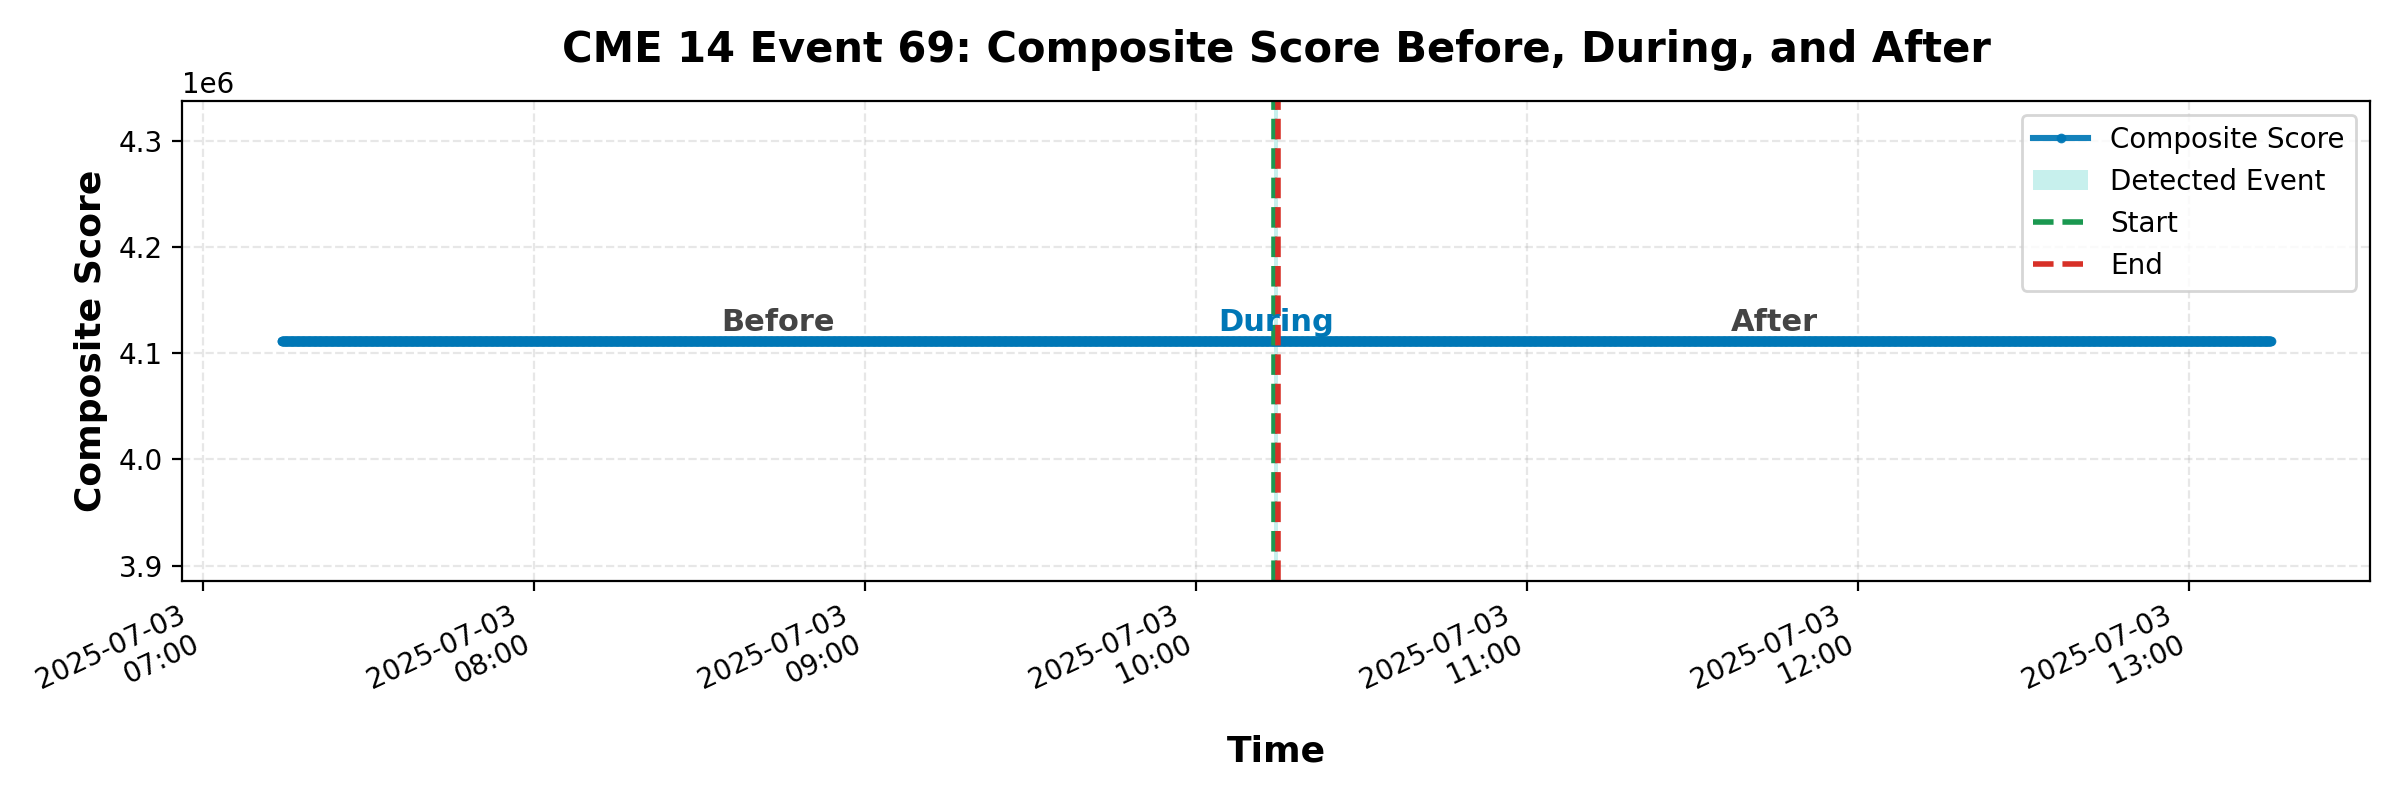 CME 14 Event 69: Composite Score Before, During, and After
1e6
4.3
4.2
4.1
4.0
3.9
Composite Score
Before
During
After
Composite Score
Detected Event
Start
End
2025-07-03
07:00
2025-07-03
08:00
2025-07-03
09:00
2025-07-03
10:00
2025-07-03
11:00
2025-07-03
12:00
2025-07-03
13:00
Time